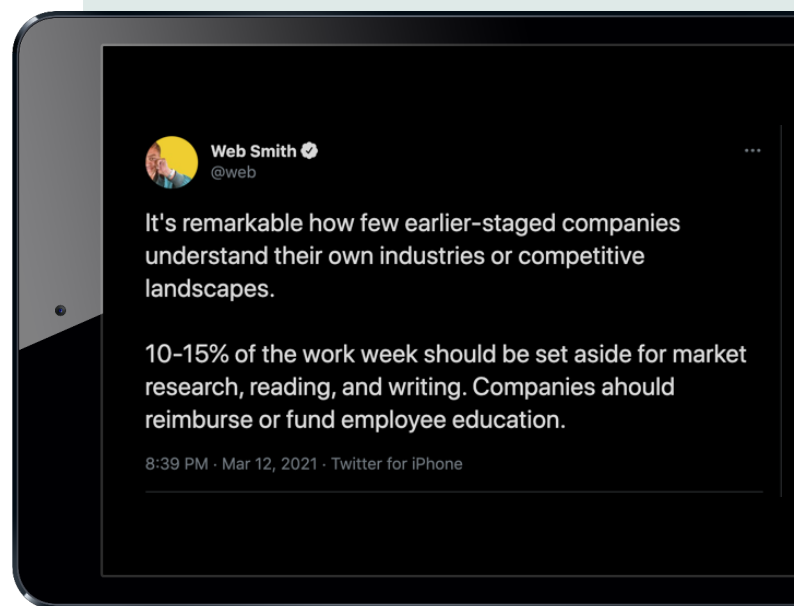 Web Smith
@web
It's remarkable how few earlier-staged companies
understand their own industries or competitive
landscapes.
10-15% of the work week should be set aside for market
research, reading, and writing. Companies ahould
reimburse or fund employee education.
8:39 PM · Mar 12, 2021 · Twitter for iPhone